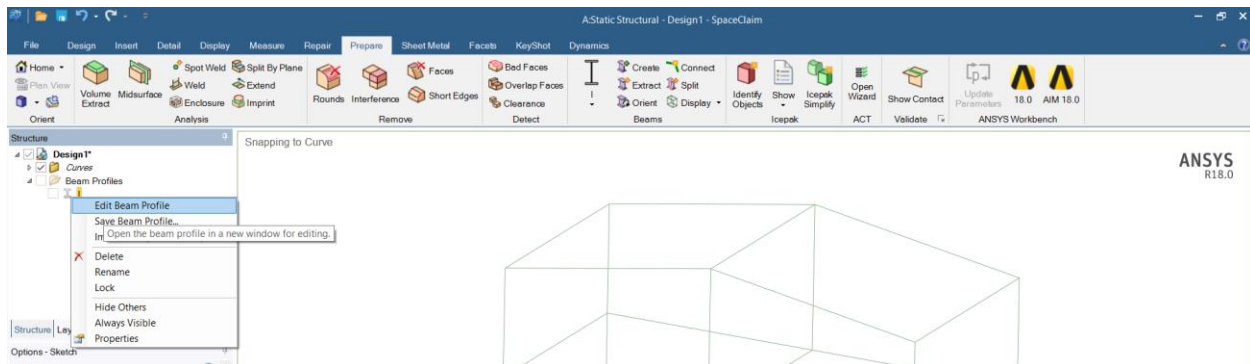 A:Static Structural - Design1 - SpaceClaim
File Design Insert Detail Display Measure Repair Prepare Sheet Metal Facets KeyShot Dynamics
Home
Plan View
Orient
Volume Extract
Midsurface
Spot Weld
Weld
Enclosure
Split By Plane
Extend
Imprint
Analysis
Rounds
Interference
Faces
Short Edges
Remove
Bad Faces
Overlap Faces
Clearance
Detect
I
Create
Extract
Orient
Connect
Split
Display
Beams
Identify Objects
Show
Icepak Simplify
Icepak
Open Wizard
ACT
Show Contact
Validate
Update Parameters
18.0
AIM 18.0
ANSYS Workbench
Structure
Design1*
Curves
Beam Profiles
I
Edit Beam Profile
Save Beam Profile...
Im
Open the beam profile in a new window for editing.
Delete
Rename
Lock
Hide Others
Always Visible
Properties
Structure Lay
Options - Sketch
Snapping to Curve
ANSYS
R18.0